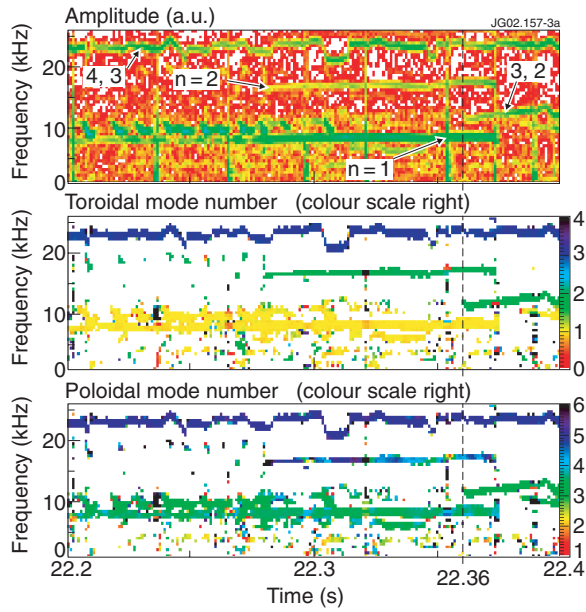 Amplitude (a.u.)
JG02.157-3a
Frequency (kHz)
20
10
0
4, 3
n = 2
3, 2
n = 1
Toroidal mode number (colour scale right)
Frequency (kHz)
20
10
0
4
3
2
1
0
Poloidal mode number (colour scale right)
Frequency (kHz)
20
10
0
6
5
4
3
2
1
22.2
22.3
22.36
22.4
Time (s)